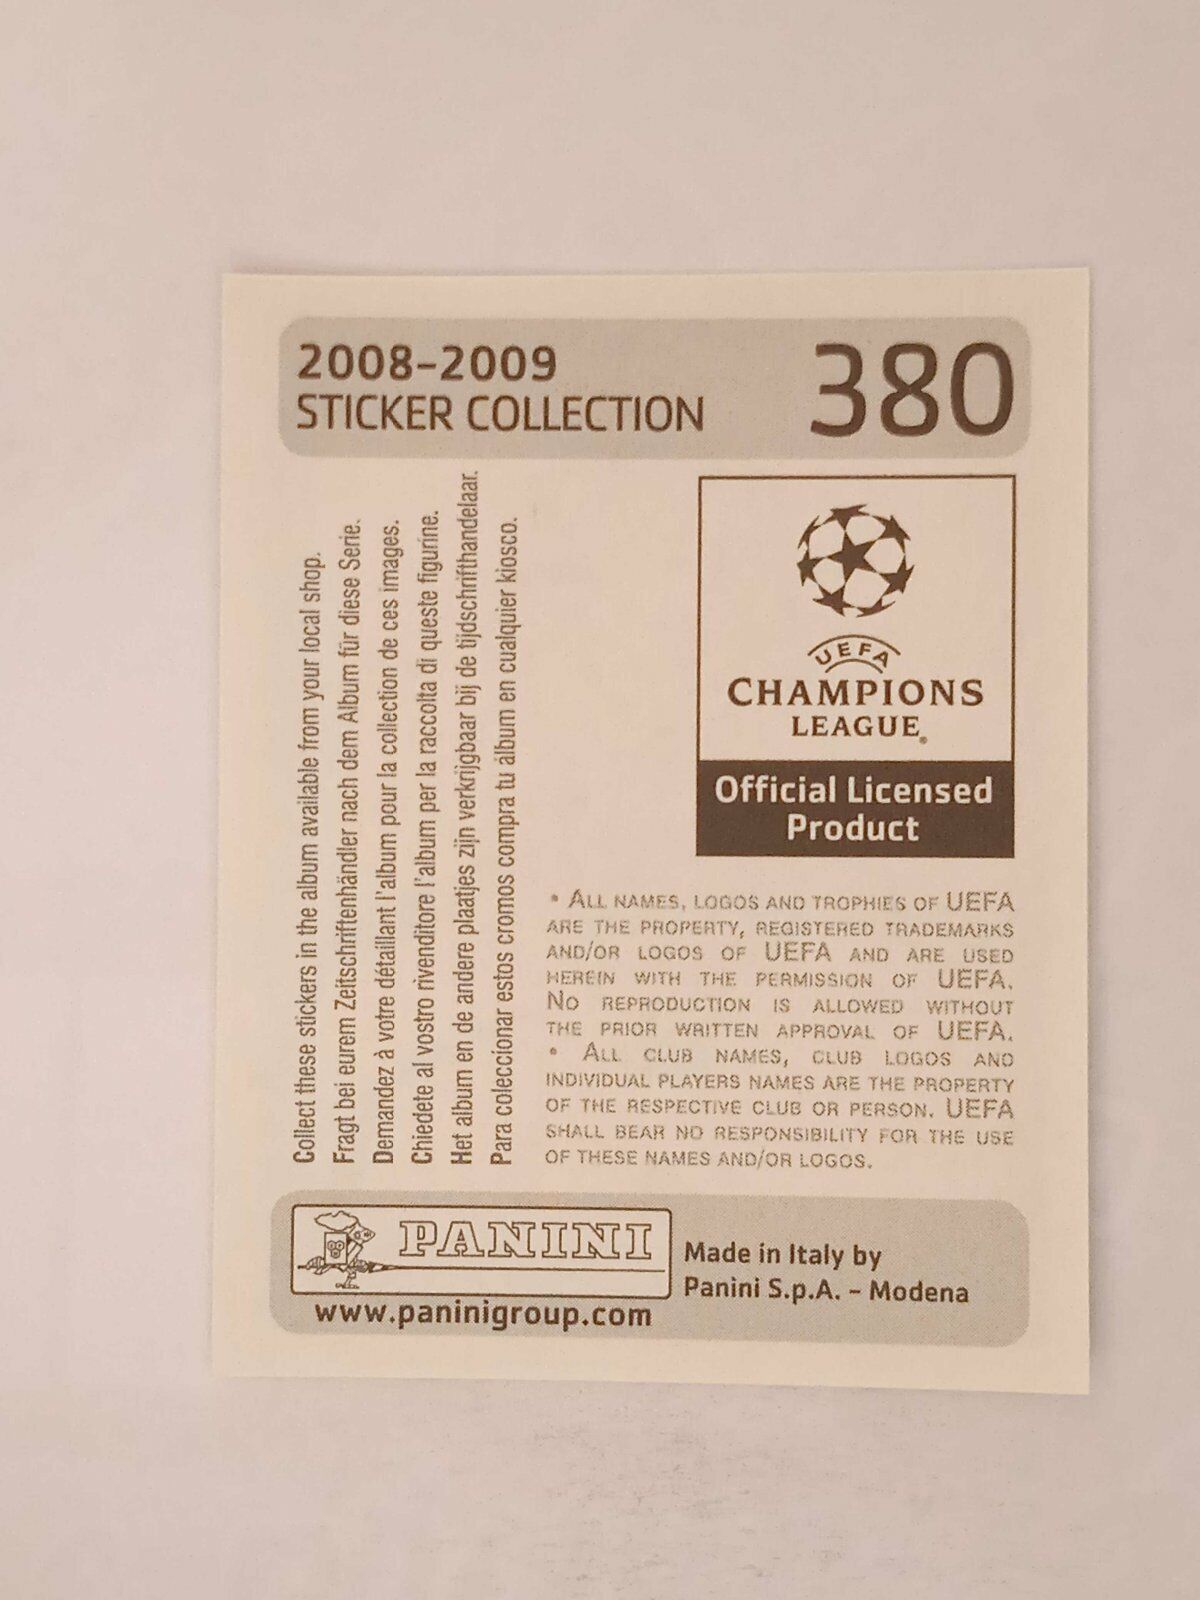 2008-2009
STICKER COLLECTION
380
Collect these stickers in the album available from your local shop.
Fragt bei eurem Zeitschriftenhändler nach dem Album für diese Serie.
Demandez à votre détaillant l'album pour la collection de ces images.
Chiedete al vostro rivenditore l'album per la raccolta di queste figurine.
Het album en de andere plaatjes zijn verkrijgbaar bij de tijdschrifthandelaar.
Para coleccionar estos cromos compra tu álbum en cualquier kiosco.
UEFA
CHAMPIONS
LEAGUE®
Official Licensed
Product
• ALL NAMES, LOGOS AND TROPHIES OF UEFA
ARE THE PROPERTY, REGISTERED TRADEMARKS
AND/OR LOGOS OF UEFA AND ARE USED
HEREIN WITH THE PERMISSION OF UEFA.
NO REPRODUCTION IS ALLOWED WITHOUT
THE PRIOR WRITTEN APPROVAL OF UEFA.
• ALL CLUB NAMES, CLUB LOGOS AND
INDIVIDUAL PLAYERS NAMES ARE THE PROPERTY
OF THE RESPECTIVE CLUB OR PERSON. UEFA
SHALL BEAR NO RESPONSIBILITY FOR THE USE
OF THESE NAMES AND/OR LOGOS.
PANINI
www.paninigroup.com
Made in Italy by
Panini S.p.A. - Modena